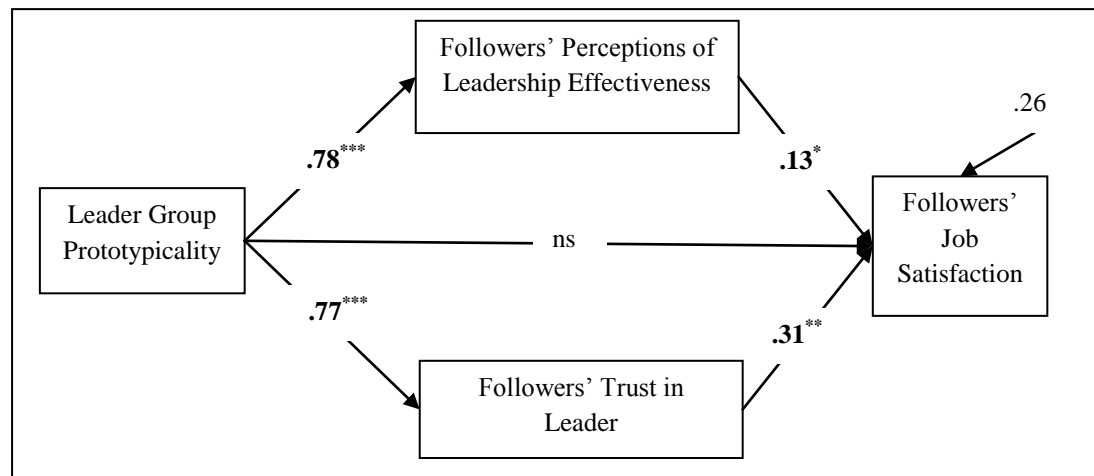 Followers’ Perceptions of
Leadership Effectiveness
.26
.78***
.13*
Leader Group
Prototypicality
ns
Followers’
Job
Satisfaction
.77***
.31**
Followers’ Trust in
Leader